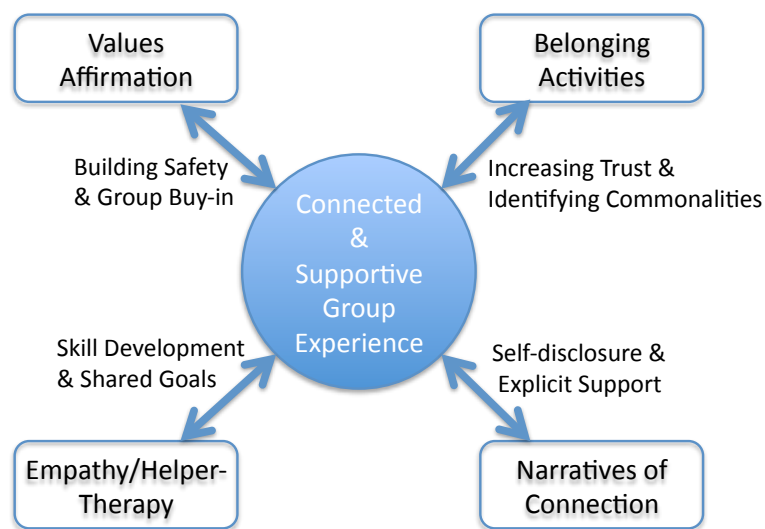 Values
Affirmation
Belonging
Activities
Building Safety
& Group Buy-in
Increasing Trust &
Identifying Commonalities
Connected
&
Supportive
Group
Experience
Skill Development
& Shared Goals
Self-disclosure &
Explicit Support
Empathy/Helper-
Therapy
Narratives of
Connection